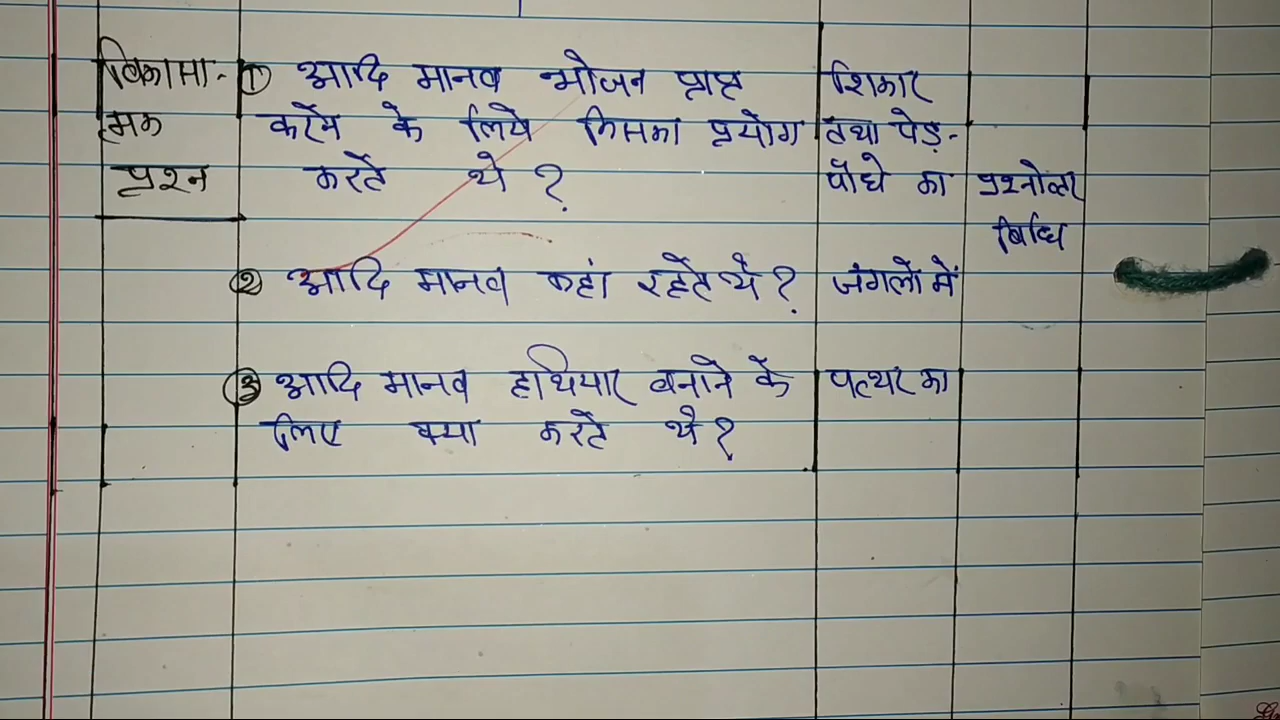 विकासा- ① आदि मानव भोजन प्राप्त शिकार
त्मक करने के लिये किसका प्रयोग तथा पेड़-
प्रश्न करते थे ? पौधे का प्रश्नोत्तर
विधि
② आदि मानव कहां रहते थे ? जंगलों में
③ आदि मानव हथियार बनाने के पत्थर का
लिए क्या करते थे ?